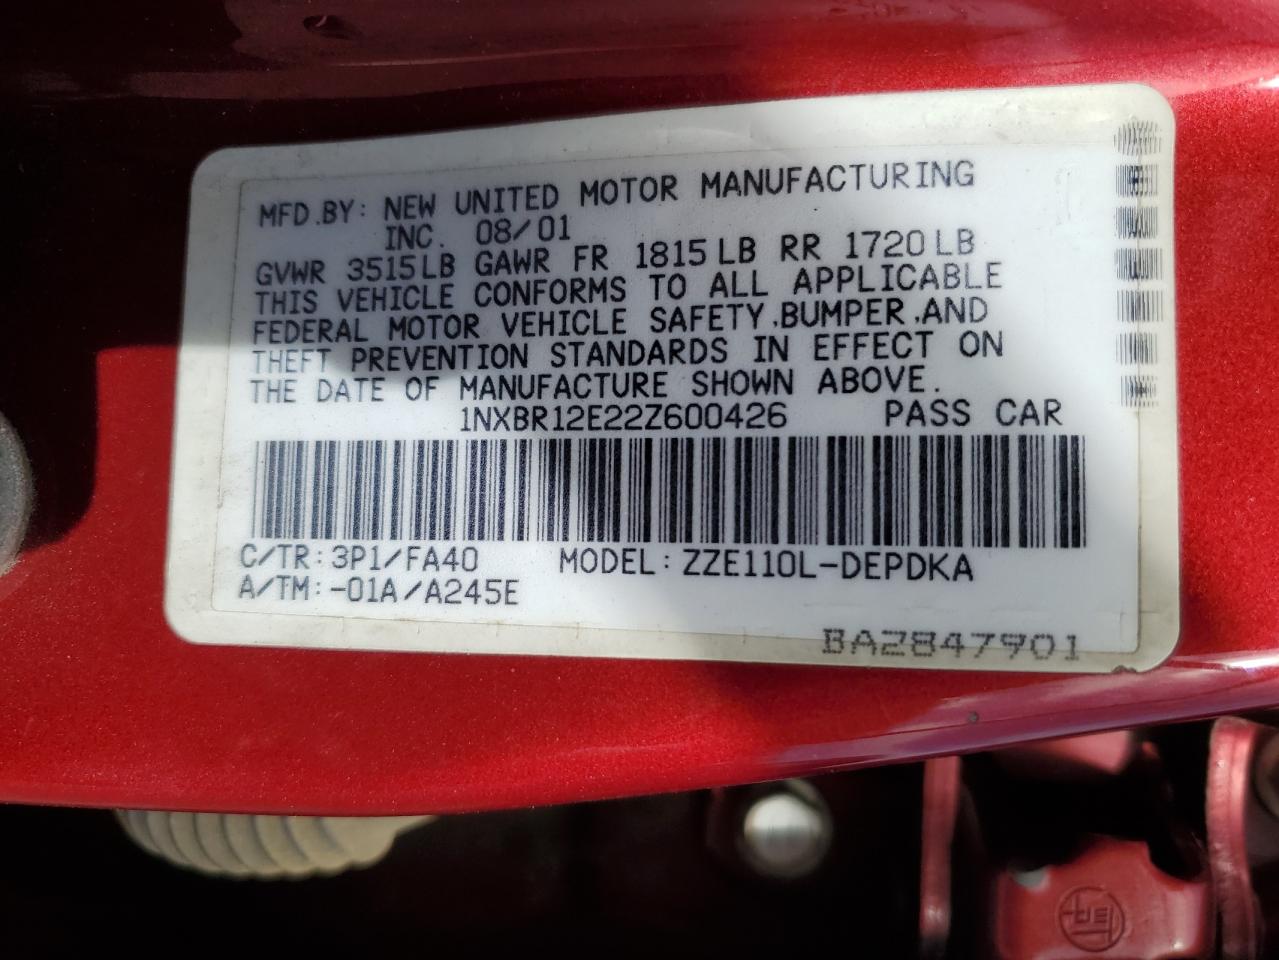 MFD.BY: NEW UNITED MOTOR MANUFACTURING
INC. 08/01
GVWR 3515LB GAWR FR 1815LB RR 1720LB
THIS VEHICLE CONFORMS TO ALL APPLICABLE
FEDERAL MOTOR VEHICLE SAFETY,BUMPER,AND
THEFT PREVENTION STANDARDS IN EFFECT ON
THE DATE OF MANUFACTURE SHOWN ABOVE.
1NXBR12E22Z600426 PASS CAR
C/TR:3P1/FA40 MODEL:ZZE110L-DEPDKA
A/TM:-01A/A245E
BA2847901